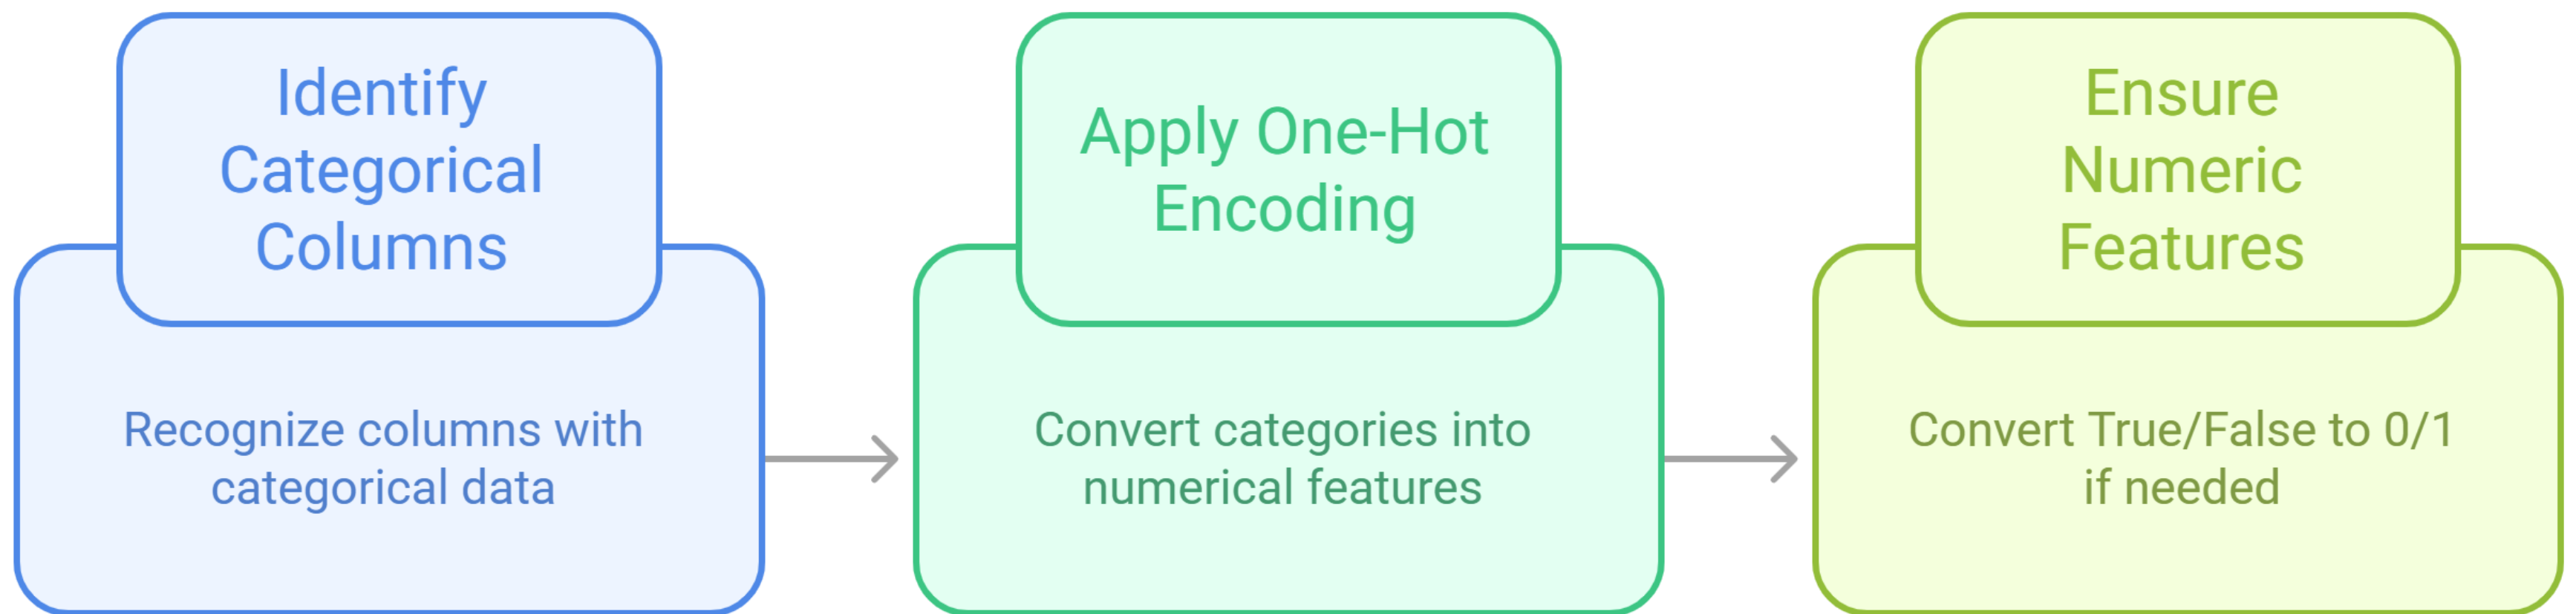 Identify
Categorical
Columns
Recognize columns with
categorical data
Apply One-Hot
Encoding
Convert categories into
numerical features
Ensure
Numeric
Features
Convert True/False to 0/1
if needed